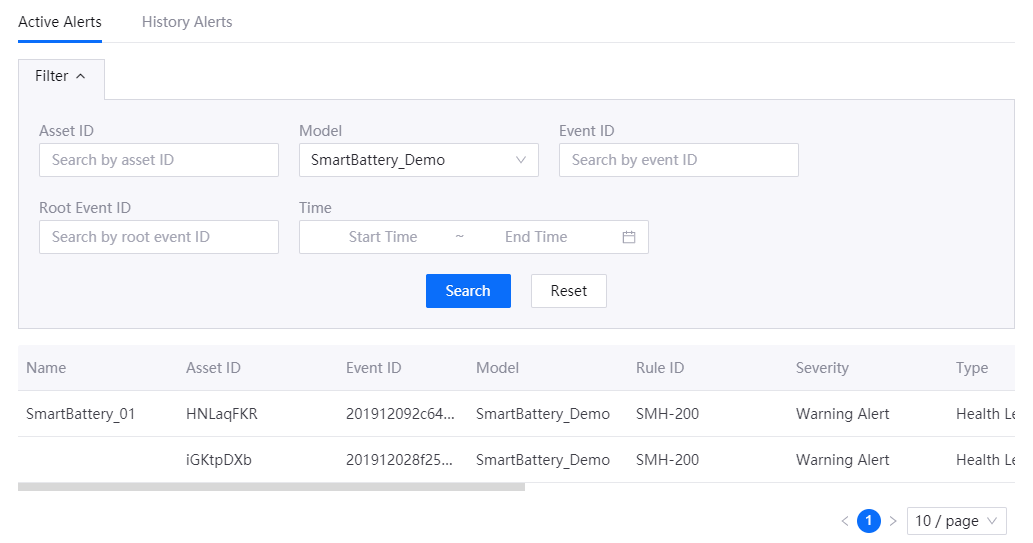 Active Alerts History Alerts
Filter
Asset ID Model Event ID
Search by asset ID SmartBattery_Demo Search by event ID
Root Event ID Time
Search by root event ID Start Time ~ End Time
Search Reset
Name Asset ID Event ID Model Rule ID Severity Type
SmartBattery_01 HNLaqFKR 201912092c64... SmartBattery_Demo SMH-200 Warning Alert Health Le
iGKtpDXb 201912028f25... SmartBattery_Demo SMH-200 Warning Alert Health Le
< 1 > 10 / page